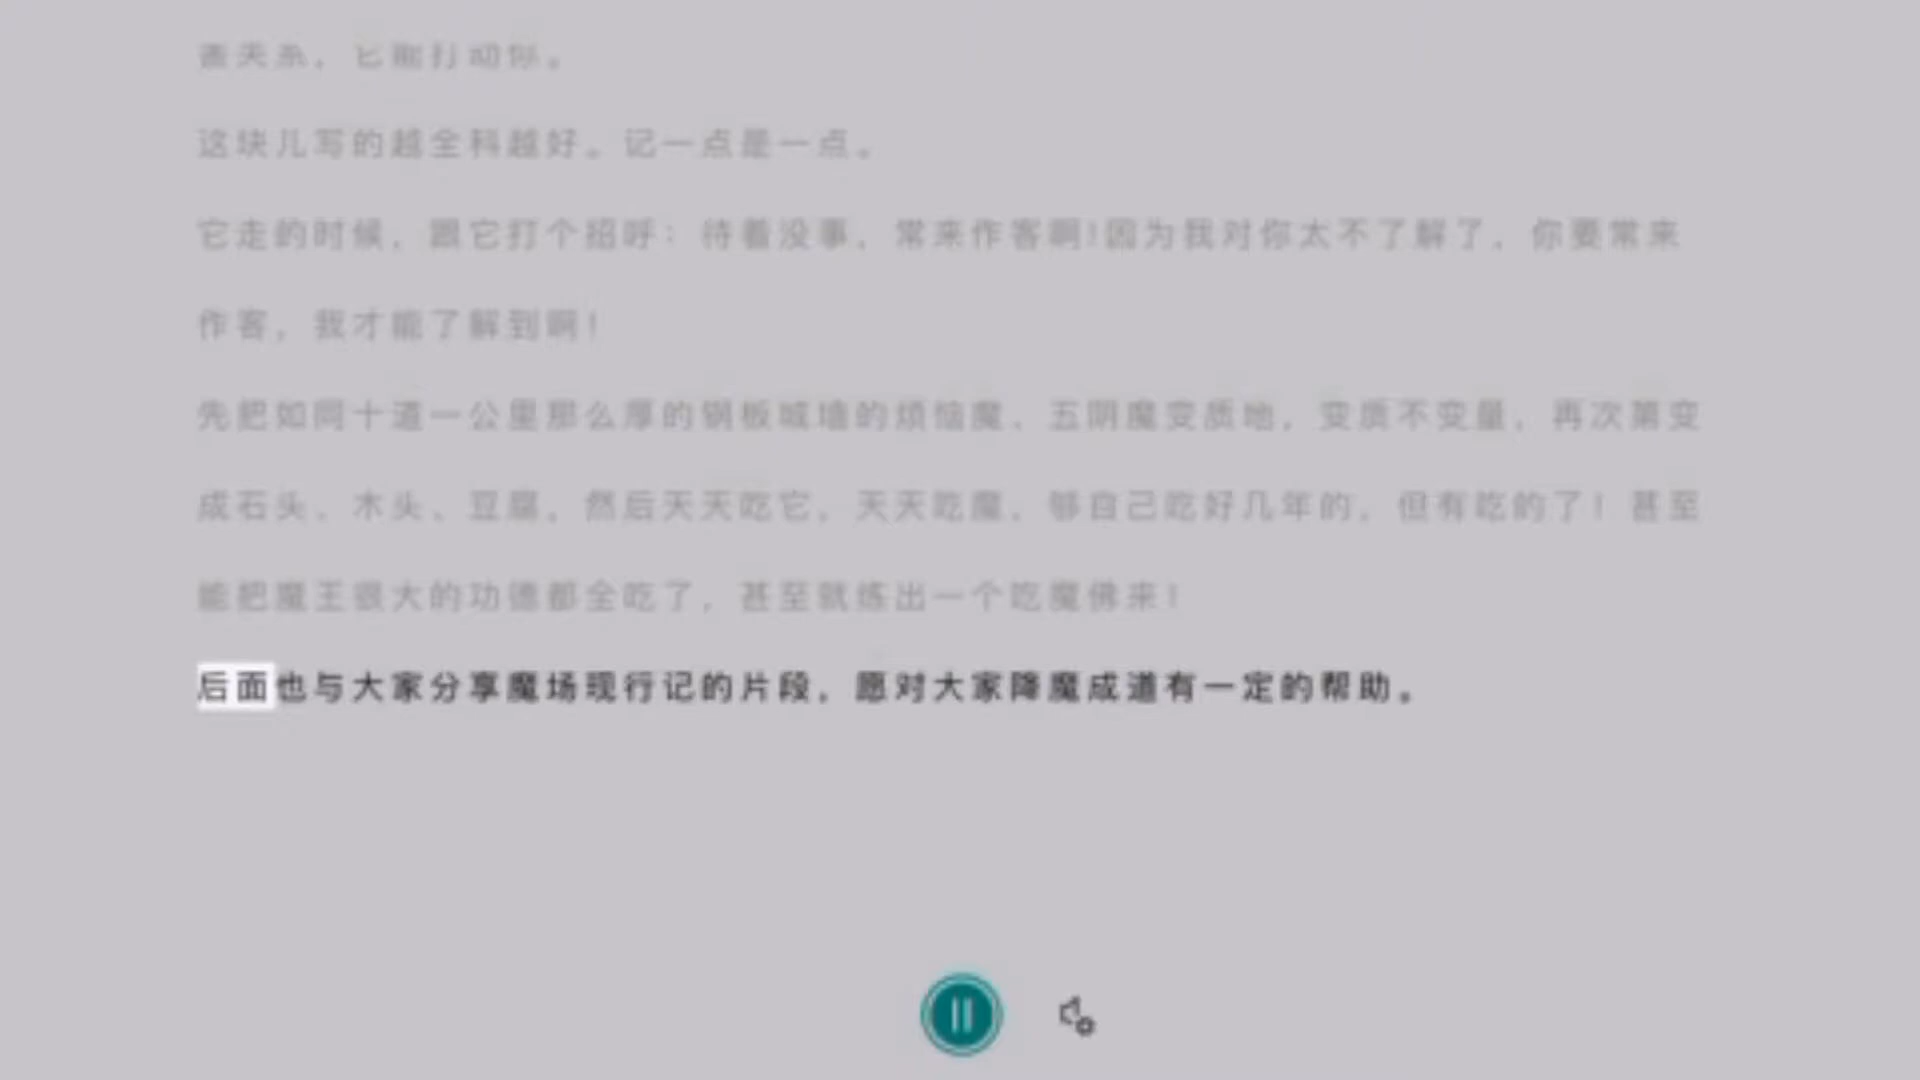 这块儿写的越全科越好。记一点是一点。
它走的时候，跟它打个招呼：待着没事，常来作客啊!因为我对你太不了解了，你要常来
作客，我才能了解到啊！
先把如同十道一公里那么厚的钢板城墙的烦恼魔、五阴魔变质地，变质不变量，再次第变
成石头、木头、豆腐，然后天天吃它，天天吃魔，够自己吃好几年的，但有吃的了！甚至
能把魔王很大的功德都全吃了，甚至就练出一个吃魔佛来！
后面也与大家分享魔场现行记的片段，愿对大家降魔成道有一定的帮助。